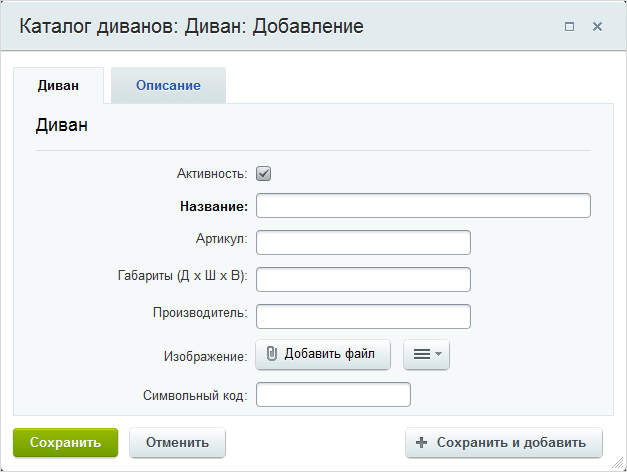 Каталог диванов: Диван: Добавление
Диван
Описание
Диван
Активность:
Название:
Артикул:
Габариты (Д x Ш x В):
Производитель:
Изображение:
Добавить файл
Символьный код:
Сохранить
Отменить
Сохранить и добавить